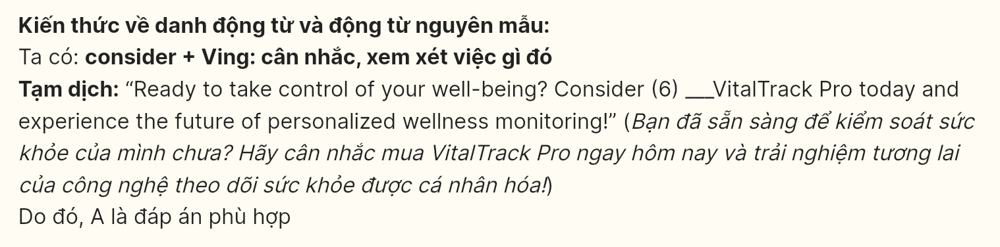 Kiến thức về danh động từ và động từ nguyên mẫu:
Ta có: consider + Ving: cân nhắc, xem xét việc gì đó
Tạm dịch: “Ready to take control of your well-being? Consider (6) ___VitalTrack Pro today and
experience the future of personalized wellness monitoring!” (Bạn đã sẵn sàng để kiểm soát sức
khỏe của mình chưa? Hãy cân nhắc mua VitalTrack Pro ngay hôm nay và trải nghiệm tương lai
của công nghệ theo dõi sức khỏe được cá nhân hóa!)
Do đó, A là đáp án phù hợp